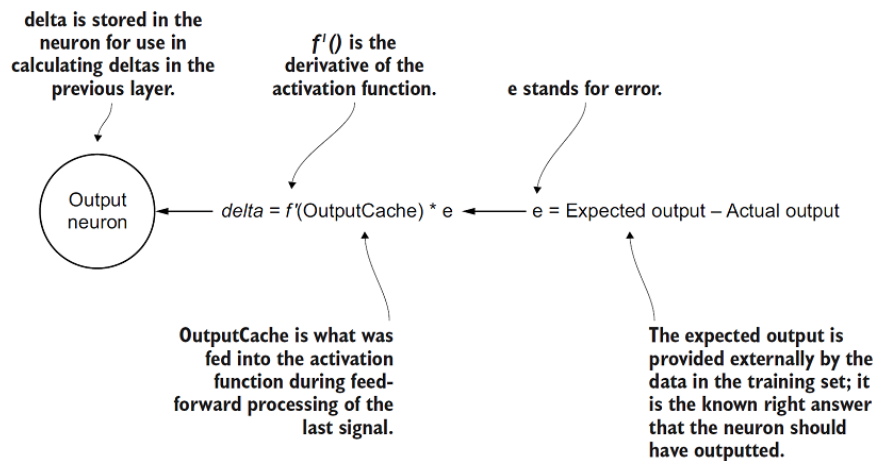 delta is stored in the
neuron for use in
calculating deltas in the
previous layer.
f'() is the
derivative of the
activation function.
e stands for error.
Output
neuron
delta = f'(OutputCache) * e
e = Expected output – Actual output
OutputCache is what was
fed into the activation
function during feed-
forward processing of the
last signal.
The expected output is
provided externally by the
data in the training set; it
is the known right answer
that the neuron should
have outputted.